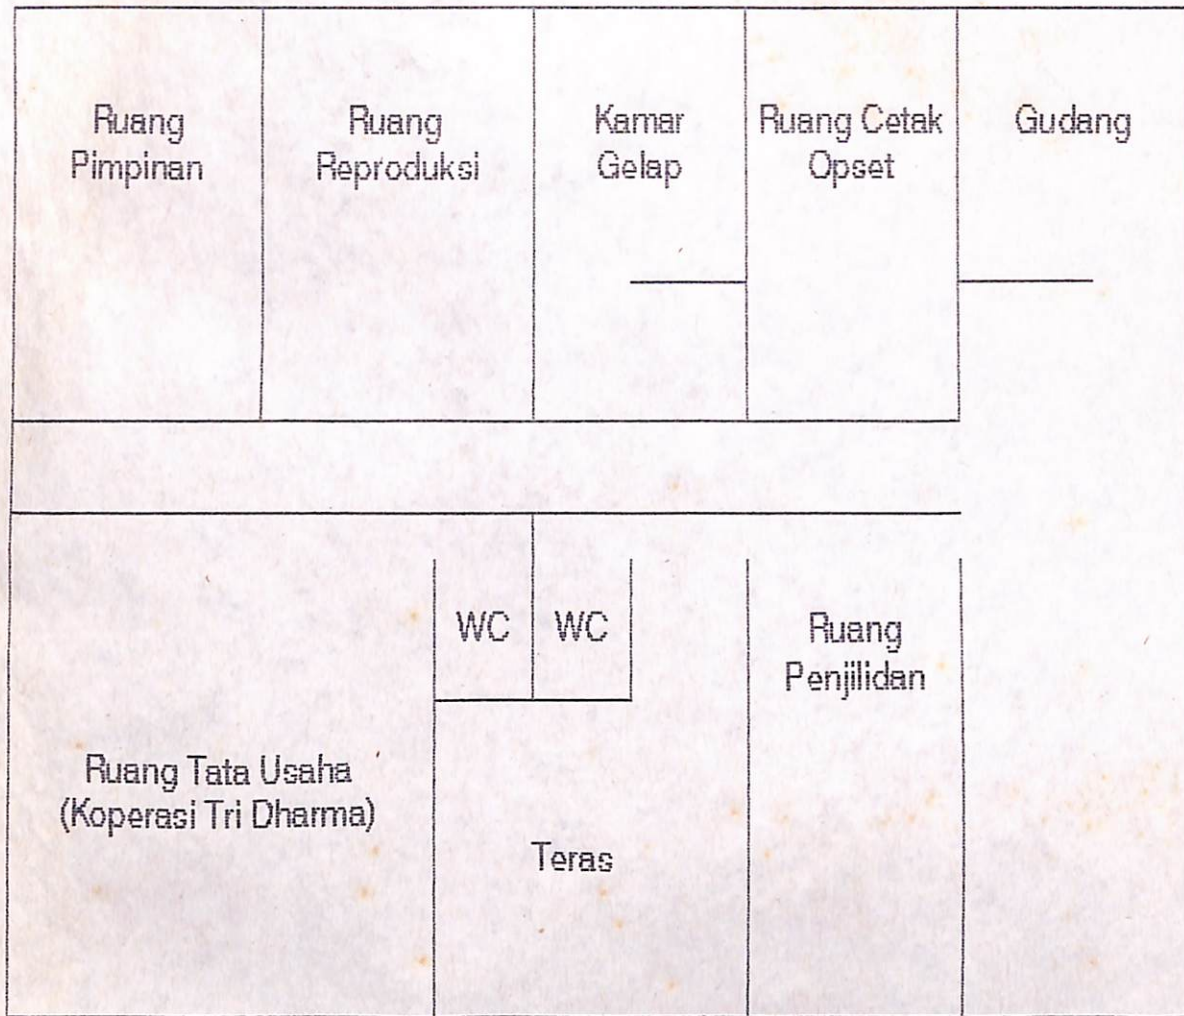 Ruang
Pimpinan
Ruang
Reproduksi
Kamar
Gelap
Ruang Cetak
Opset
Gudang
WC
WC
Ruang
Penjilidan
Ruang Tata Usaha
(Koperasi Tri Dharma)
Teras